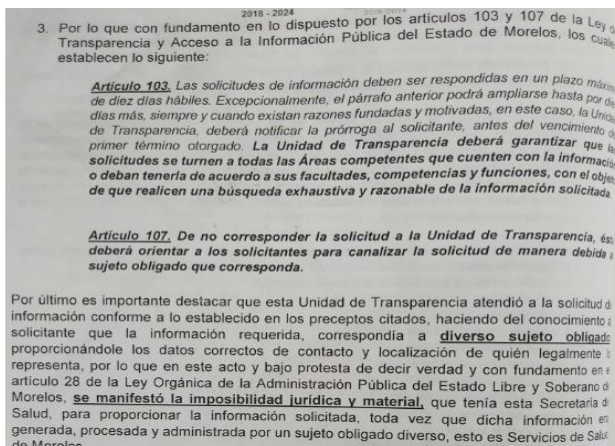 2018 - 2024
3. Por lo que con fundamento en lo dispuesto por los artículos 103 y 107 de la Ley
Transparencia y Acceso a la Información Pública del Estado de Morelos, los
establecen lo siguiente:
Artículo 103. Las solicitudes de información deben ser respondidas en un plazo
de diez días hábiles. Excepcionalmente, el párrafo anterior podrá ampliarse hasta por
días más, siempre y cuando existan razones fundadas y motivadas, en este caso, la
de Transparencia, deberá notificar la prórroga al solicitante, antes del vencimiento
primer término otorgado. La Unidad de Transparencia deberá garantizar que
solicitudes se turnen a todas las Áreas competentes que cuenten con la
o deban tenerla de acuerdo a sus facultades, competencias y funciones, con el
de que realicen una búsqueda exhaustiva y razonable de la información solicitada.
Artículo 107. De no corresponder la solicitud a la Unidad de Transparencia,
deberá orientar a los solicitantes para canalizar la solicitud de manera debida
sujeto obligado que corresponda.
Por último es importante destacar que esta Unidad de Transparencia atendió a la solicitud
información conforme a lo establecido en los preceptos citados, haciendo del conocimiento
solicitante que la información requerida, correspondía a diverso sujeto obligado
proporcionándole los datos correctos de contacto y localización de quién legalmente
representa, por lo que en este acto y bajo protesta de decir verdad y con fundamento en
artículo 28 de la Ley Orgánica de la Administración Pública del Estado Libre y Soberano
Morelos, se manifestó la imposibilidad jurídica y material, que tenía esta Secretaría
Salud, para proporcionar la información solicitada, toda vez que dicha información
generada, procesada y administrada por un sujeto obligado diverso, esto es Servicios de
de Morelos